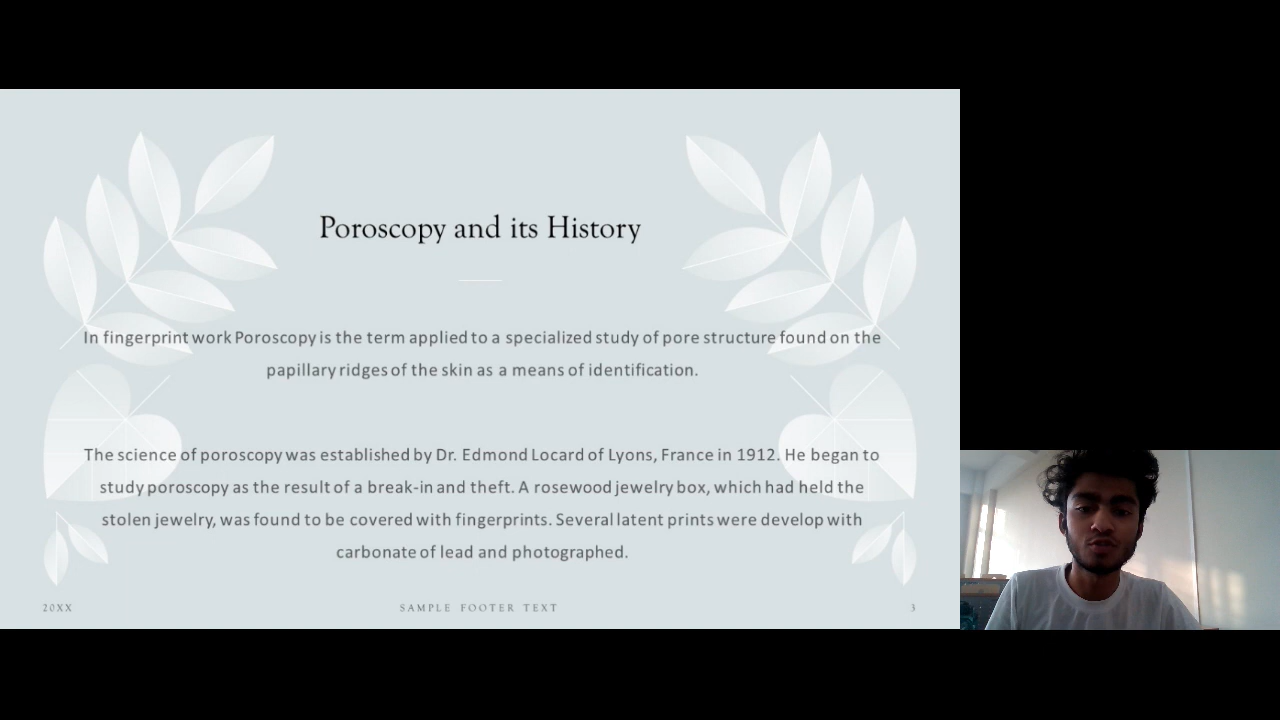 Poroscopy and its History
In fingerprint work Poroscopy is the term applied to a specialized study of pore structure found on the
papillary ridges of the skin as a means of identification.
The science of poroscopy was established by Dr. Edmond Locard of Lyons, France in 1912. He began to
study poroscopy as the result of a break-in and theft. A rosewood jewelry box, which had held the
stolen jewelry, was found to be covered with fingerprints. Several latent prints were develop with
carbonate of lead and photographed.
20XX
SAMPLE FOOTER TEXT
3